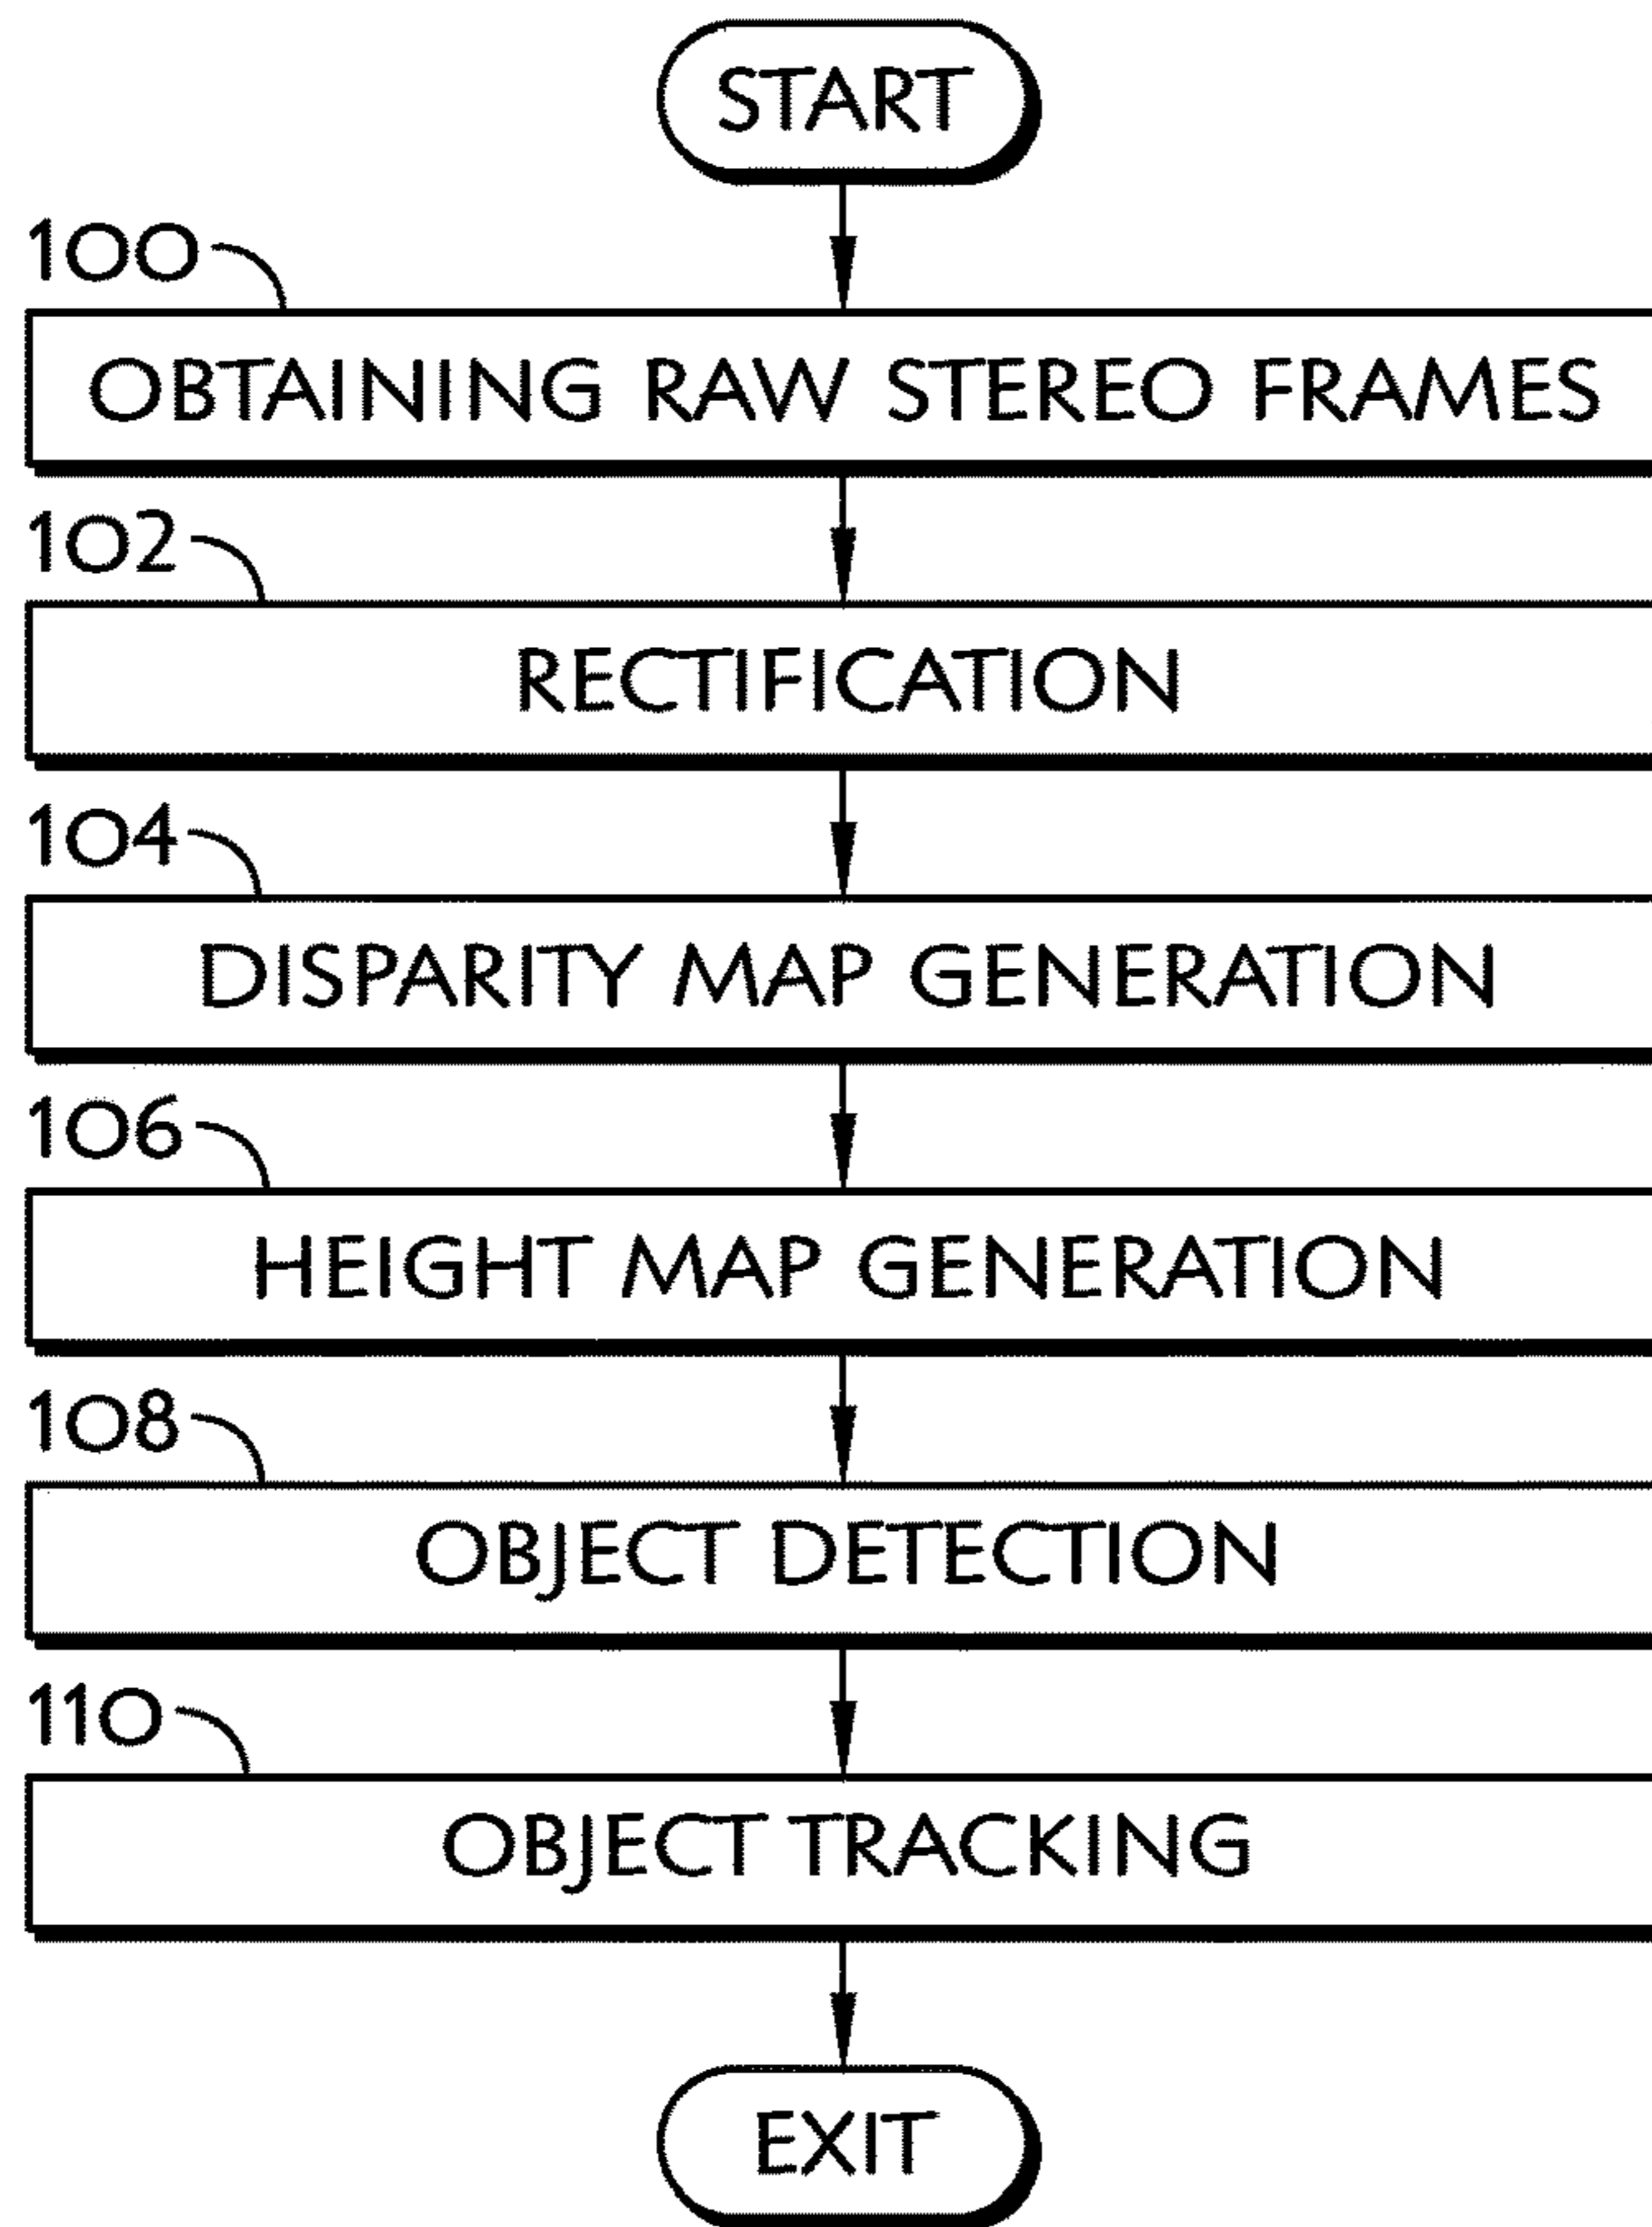 START
100
OBTAINING RAW STEREO FRAMES
102
RECTIFICATION
104
DISPARITY MAP GENERATION
106
HEIGHT MAP GENERATION
108
OBJECT DETECTION
110
OBJECT TRACKING
EXIT